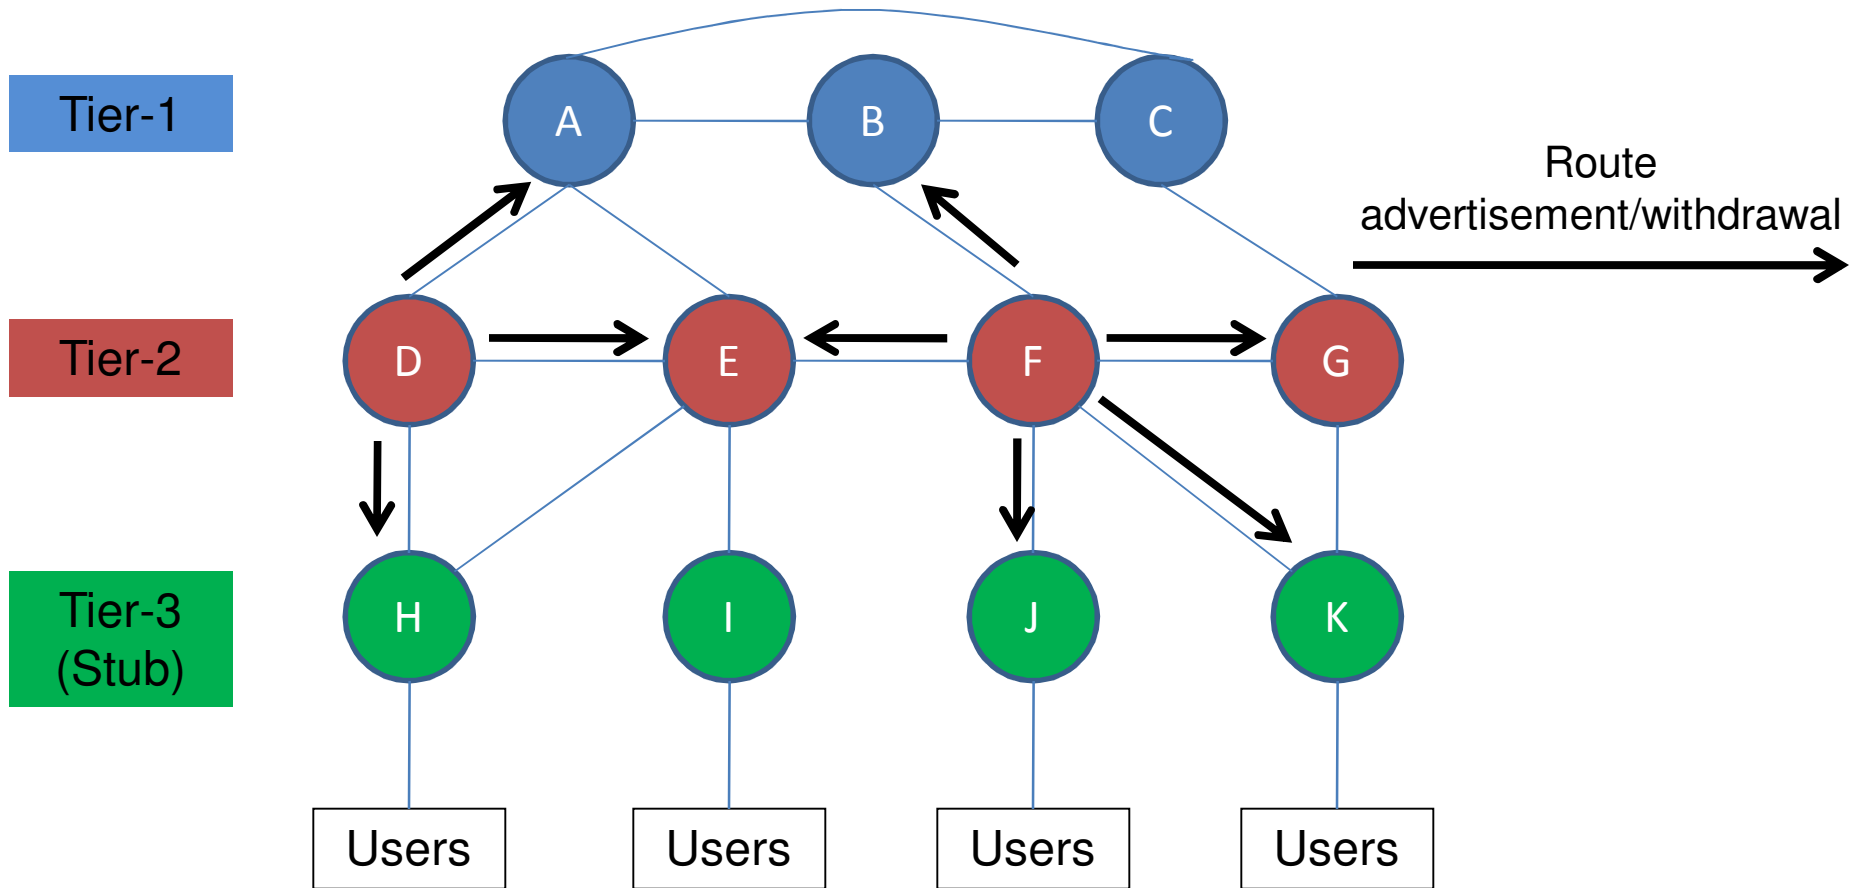 Tier-1
A
B
C
Route
advertisement/withdrawal
Tier-2
D
E
F
G
Tier-3
(Stub)
H
I
J
K
Users
Users
Users
Users